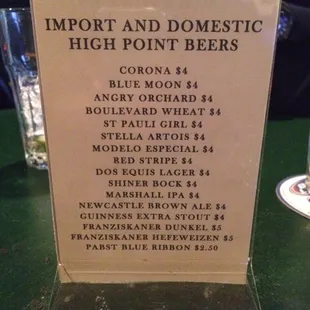 IMPORT AND DOMESTIC
HIGH POINT BEERS
CORONA $4
BLUE MOON $4
ANGRY ORCHARD $4
BOULEVARD WHEAT $4
ST PAULI GIRL $4
STELLA ARTOIS $4
MODELO ESPECIAL $4
RED STRIPE $4
DOS EQUIS LAGER $4
SHINER BOCK $4
MARSHALL IPA $4
NEWCASTLE BROWN ALE $4
GUINNESS EXTRA STOUT $4
FRANZISKANER DUNKEL $5
FRANZISKANER HEFEWEIZEN $5
PABST BLUE RIBBON $2.50